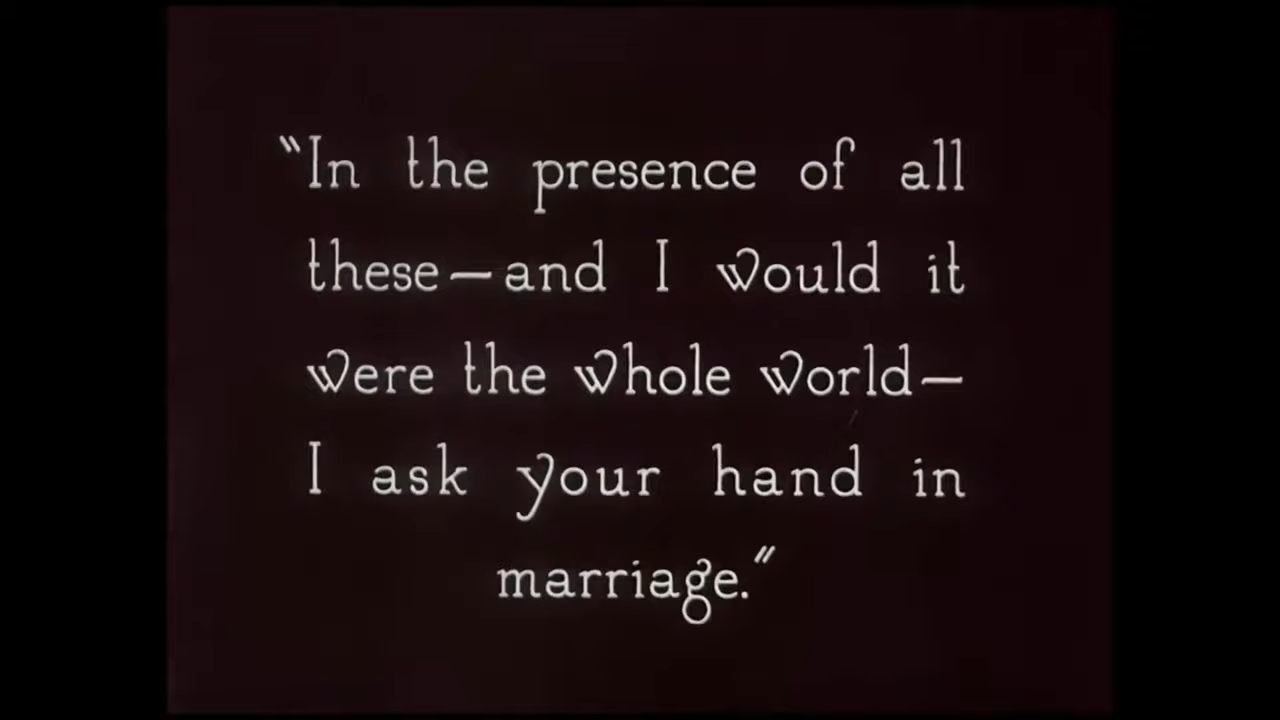 “In the presence of all
these—and I would it
were the whole world—
I ask your hand in
marriage.”